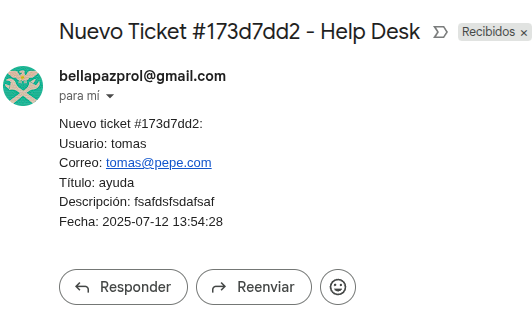 Nuevo Ticket #173d7dd2 - Help Desk
Recibidos ×
bellapazprol@gmail.com
para mí
Nuevo ticket #173d7dd2:
Usuario: tomas
Correo: tomas@pepe.com
Título: ayuda
Descripción: fsafdsfsdafsaf
Fecha: 2025-07-12 13:54:28
Responder
Reenviar